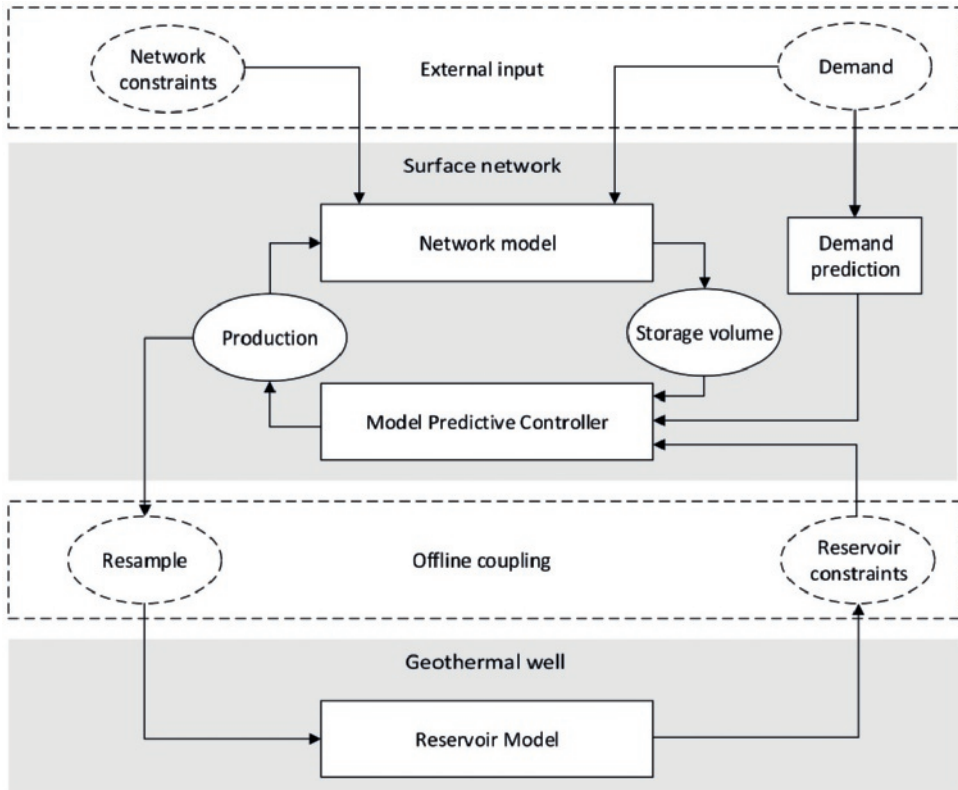 Network
constraints
External input
Demand
Surface network
Network model
Demand
prediction
Production
Storage volume
Model Predictive Controller
Resample
Offline coupling
Reservoir
constraints
Geothermal well
Reservoir Model